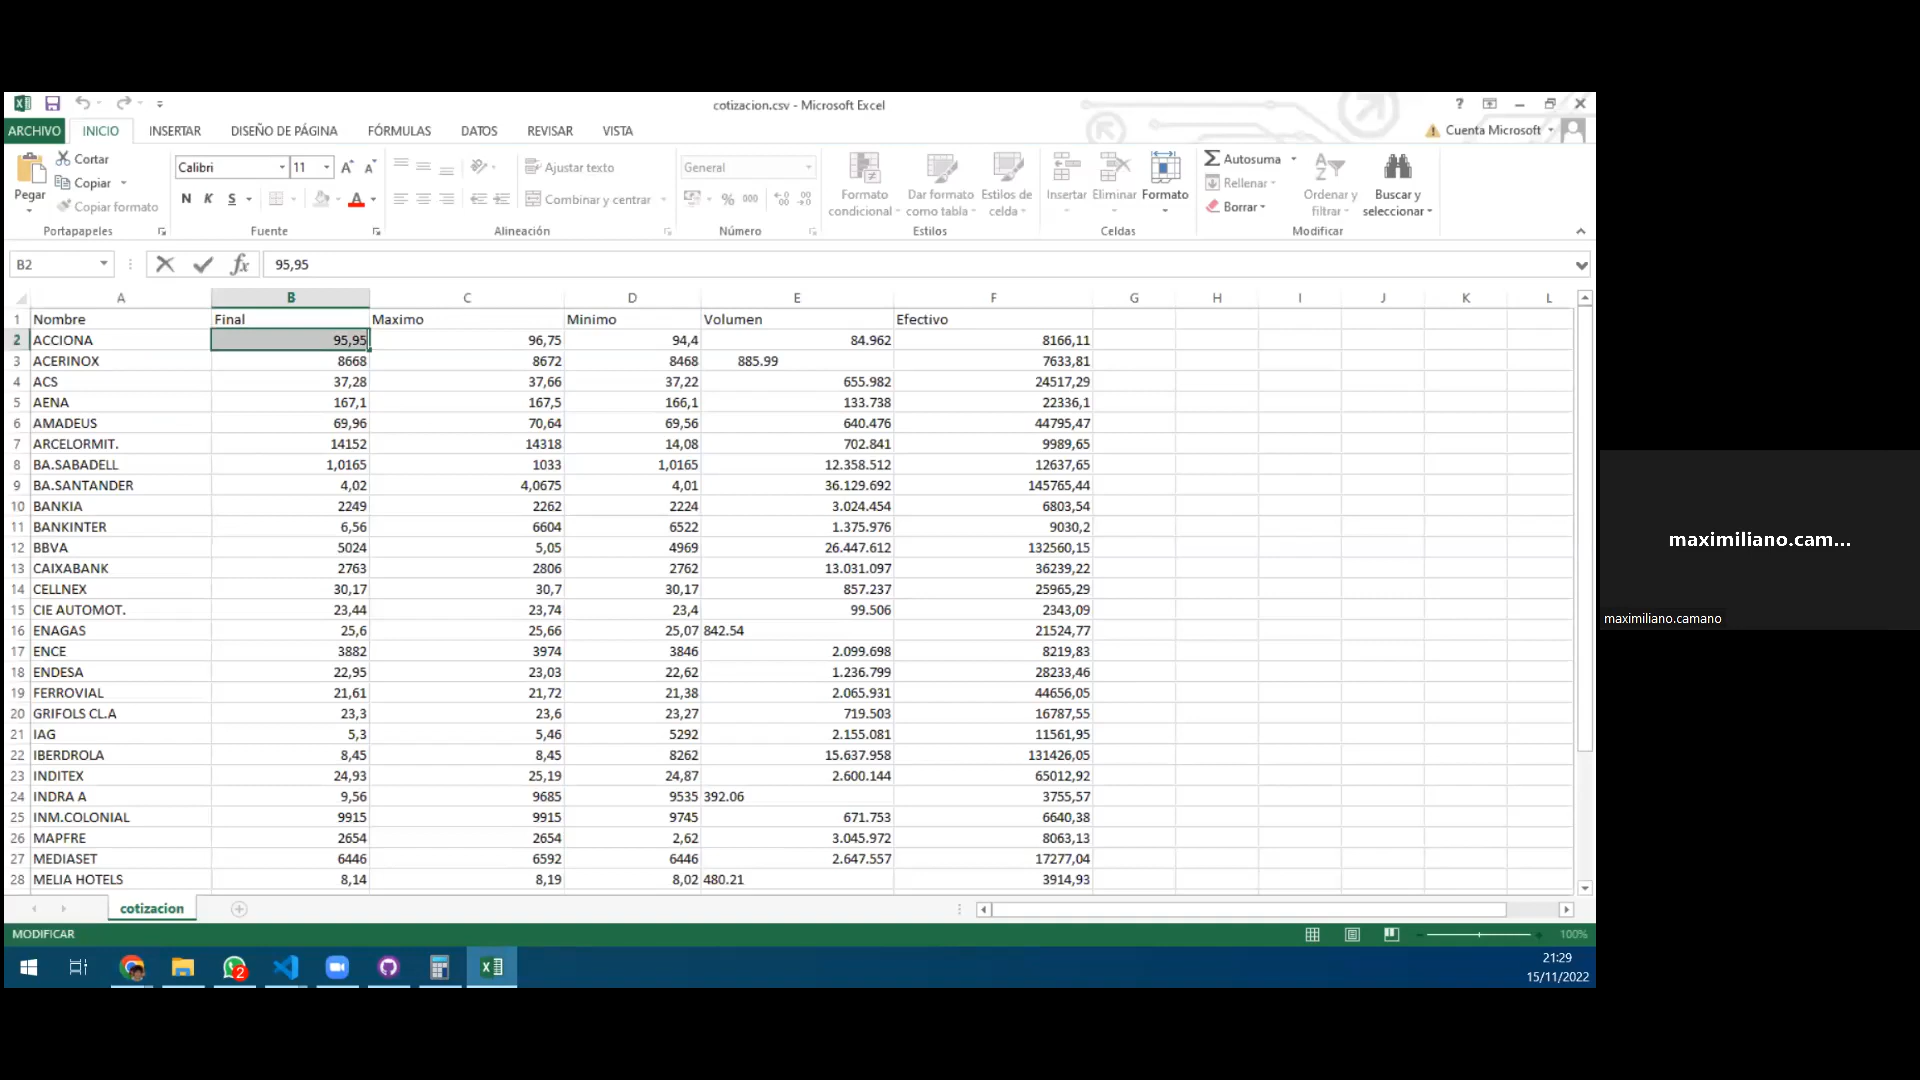 cotizacion.csv - Microsoft Excel
?
ARCHIVO INICIO INSERTAR DISEÑO DE PÁGINA FÓRMULAS DATOS REVISAR VISTA Cuenta Microsoft
Pegar Cortar Copiar Copiar formato Portapapeles
Calibri 11 N K S A Fuente
Ajustar texto Combinar y centrar Alineación
General % 000 Número
Formato condicional Dar formato como tabla Estilos de celda Estilos
Insertar Eliminar Formato Celdas
Autosuma Rellenar Borrar Ordenar y filtrar Buscar y seleccionar Modificar
B2 fx 95,95
A B C D E F G H I J K L
1 Nombre Final Maximo Minimo Volumen Efectivo
2 ACCIONA 95,95 96,75 94,4 84.962 8166,11
3 ACERINOX 8668 8672 8468 885.99 7633,81
4 ACS 37,28 37,66 37,22 655.982 24517,29
5 AENA 167,1 167,5 166,1 133.738 22336,1
6 AMADEUS 69,96 70,64 69,56 640.476 44795,47
7 ARCELORMIT. 14152 14318 14,08 702.841 9989,65
8 BA.SABADELL 1,0165 1033 1,0165 12.358.512 12637,65
9 BA.SANTANDER 4,02 4,0675 4,01 36.129.692 145765,44
10 BANKIA 2249 2262 2224 3.024.454 6803,54
11 BANKINTER 6,56 6604 6522 1.375.976 9030,2
12 BBVA 5024 5,05 4969 26.447.612 132560,15
13 CAIXABANK 2763 2806 2762 13.031.097 36239,22
14 CELLNEX 30,17 30,7 30,17 857.237 25965,29
15 CIE AUTOMOT. 23,44 23,74 23,4 99.506 2343,09
16 ENAGAS 25,6 25,66 25,07 842.54 21524,77
17 ENCE 3882 3974 3846 2.099.698 8219,83
18 ENDESA 22,95 23,03 22,62 1.236.799 28233,46
19 FERROVIAL 21,61 21,72 21,38 2.065.931 44656,05
20 GRIFOLS CL.A 23,3 23,6 23,27 719.503 16787,55
21 IAG 5,3 5,46 5292 2.155.081 11561,95
22 IBERDROLA 8,45 8,45 8262 15.637.958 131426,05
23 INDITEX 24,93 25,19 24,87 2.600.144 65012,92
24 INDRA A 9,56 9685 9535 392.06 3755,57
25 INM.COLONIAL 9915 9915 9745 671.753 6640,38
26 MAPFRE 2654 2654 2,62 3.045.972 8063,13
27 MEDIASET 6446 6592 6446 2.647.557 17277,04
28 MELIA HOTELS 8,14 8,19 8,02 480.21 3914,93
cotizacion
MODIFICAR 100%
2
21:29
15/11/2022
maximiliano.cam...
maximiliano.camano